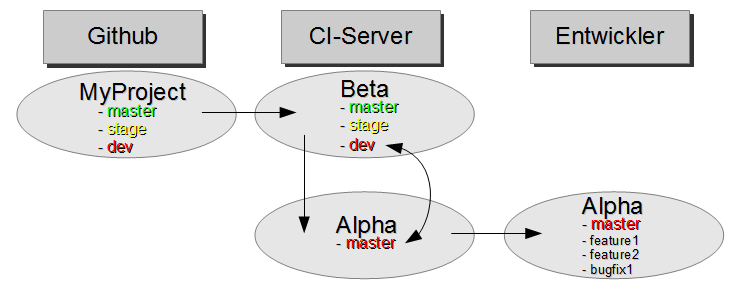 Github
CI-Server
Entwickler
MyProject
- master
- stage
- dev
Beta
- master
- stage
- dev
Alpha
- master
Alpha
- master
- feature1
- feature2
- bugfix1